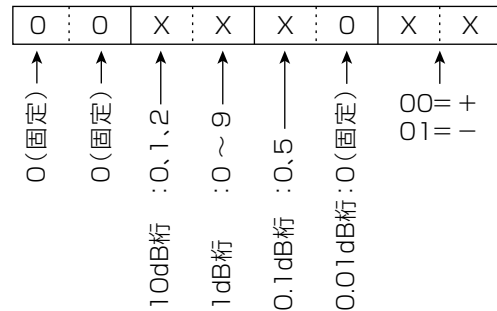 0 0 X X X 0 X X
0(固定)
0(固定)
10dB桁 :0、1、2
1dB桁 :0～9
0.1dB桁 :0、5
0.01dB桁:0(固定)
00=+
01=−